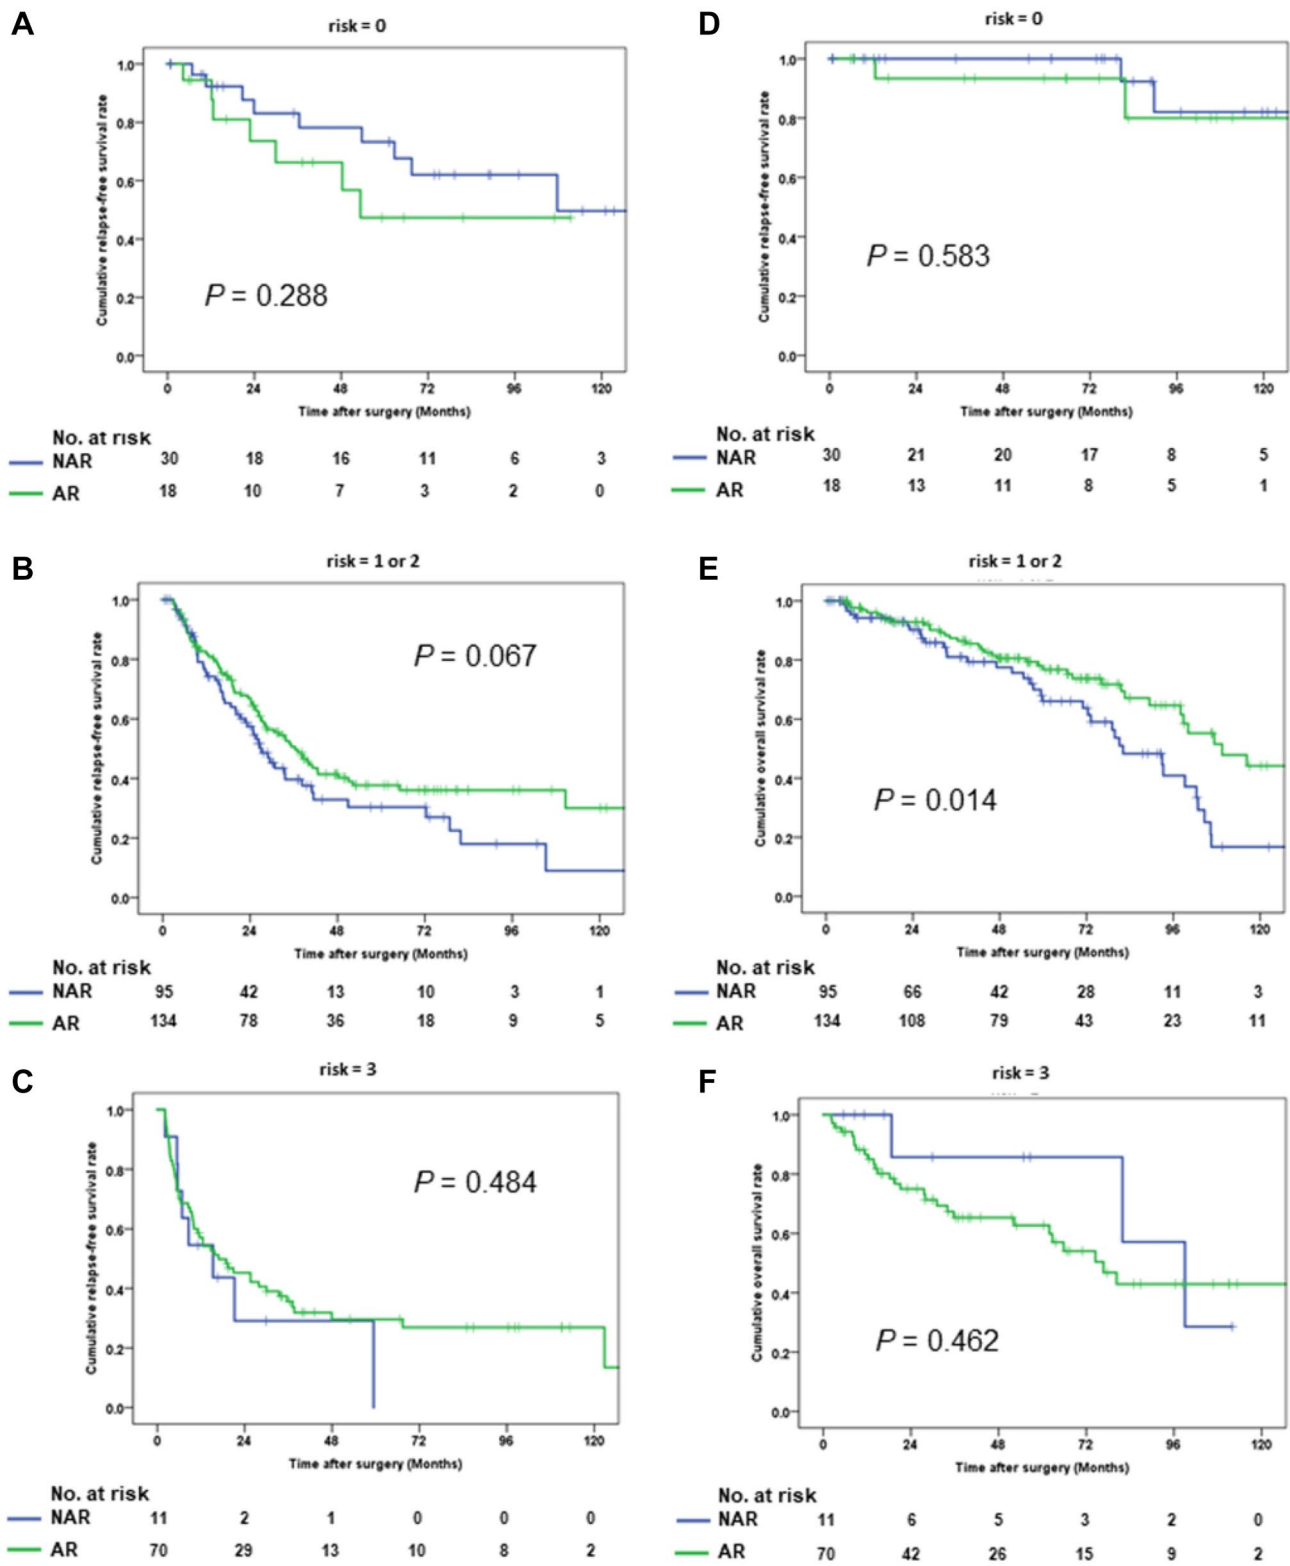 A
risk = 0
Cumulative relapse-free survival rate
1.0
0.8
0.6
0.4
0.2
0.0
P = 0.288
0 24 48 72 96 120
Time after surgery (Months)
No. at risk
NAR 30 18 16 11 6 3
AR 18 10 7 3 2 0
D
risk = 0
Cumulative relapse-free survival rate
1.0
0.8
0.6
0.4
0.2
0.0
P = 0.583
0 24 48 72 96 120
Time after surgery (Months)
No. at risk
NAR 30 21 20 17 8 5
AR 18 13 11 8 5 1
B
risk = 1 or 2
Cumulative relapse-free survival rate
1.0
0.8
0.6
0.4
0.2
0.0
P = 0.067
0 24 48 72 96 120
Time after surgery (Months)
No. at risk
NAR 95 42 13 10 3 1
AR 134 78 36 18 9 5
E
risk = 1 or 2
Cumulative overall survival rate
1.0
0.8
0.6
0.4
0.2
0.0
P = 0.014
0 24 48 72 96 120
Time after surgery (Months)
No. at risk
NAR 95 66 42 28 11 3
AR 134 108 79 43 23 11
C
risk = 3
Cumulative relapse-free survival rate
1.0
0.8
0.6
0.4
0.2
0.0
P = 0.484
0 24 48 72 96 120
Time after surgery (Months)
No. at risk
NAR 11 2 1 0 0 0
AR 70 29 13 10 8 2
F
risk = 3
Cumulative overall survival rate
1.0
0.8
0.6
0.4
0.2
0.0
P = 0.462
0 24 48 72 96 120
Time after surgery (Months)
No. at risk
NAR 11 6 5 3 2 0
AR 70 42 26 15 9 2